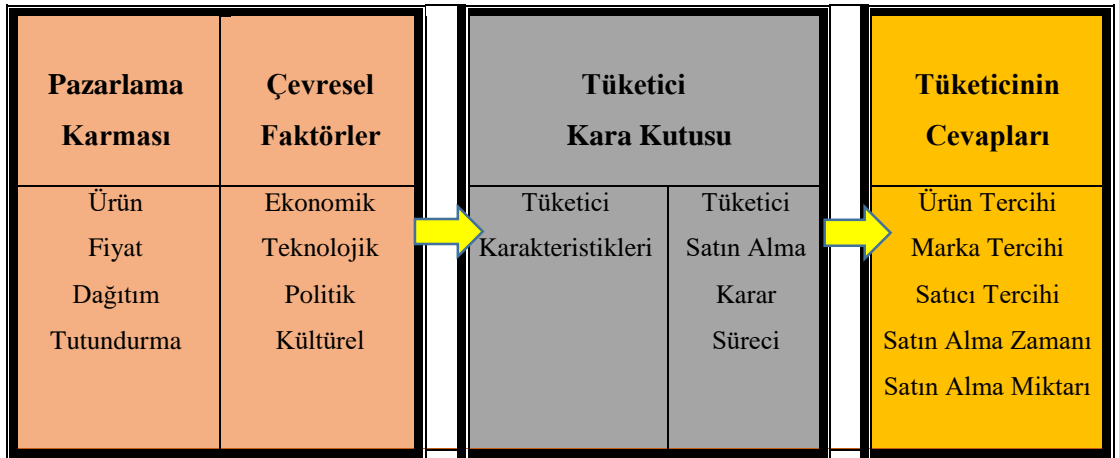 Pazarlama
Karması
Çevresel
Faktörler
Tüketici
Kara Kutusu
Tüketicinin
Cevapları
Ürün
Fiyat
Dağıtım
Tutundurma
Ekonomik
Teknolojik
Politik
Kültürel
Tüketici
Karakteristikleri
Tüketici
Satın Alma
Karar
Süreci
Ürün Tercihi
Marka Tercihi
Satıcı Tercihi
Satın Alma Zamanı
Satın Alma Miktarı